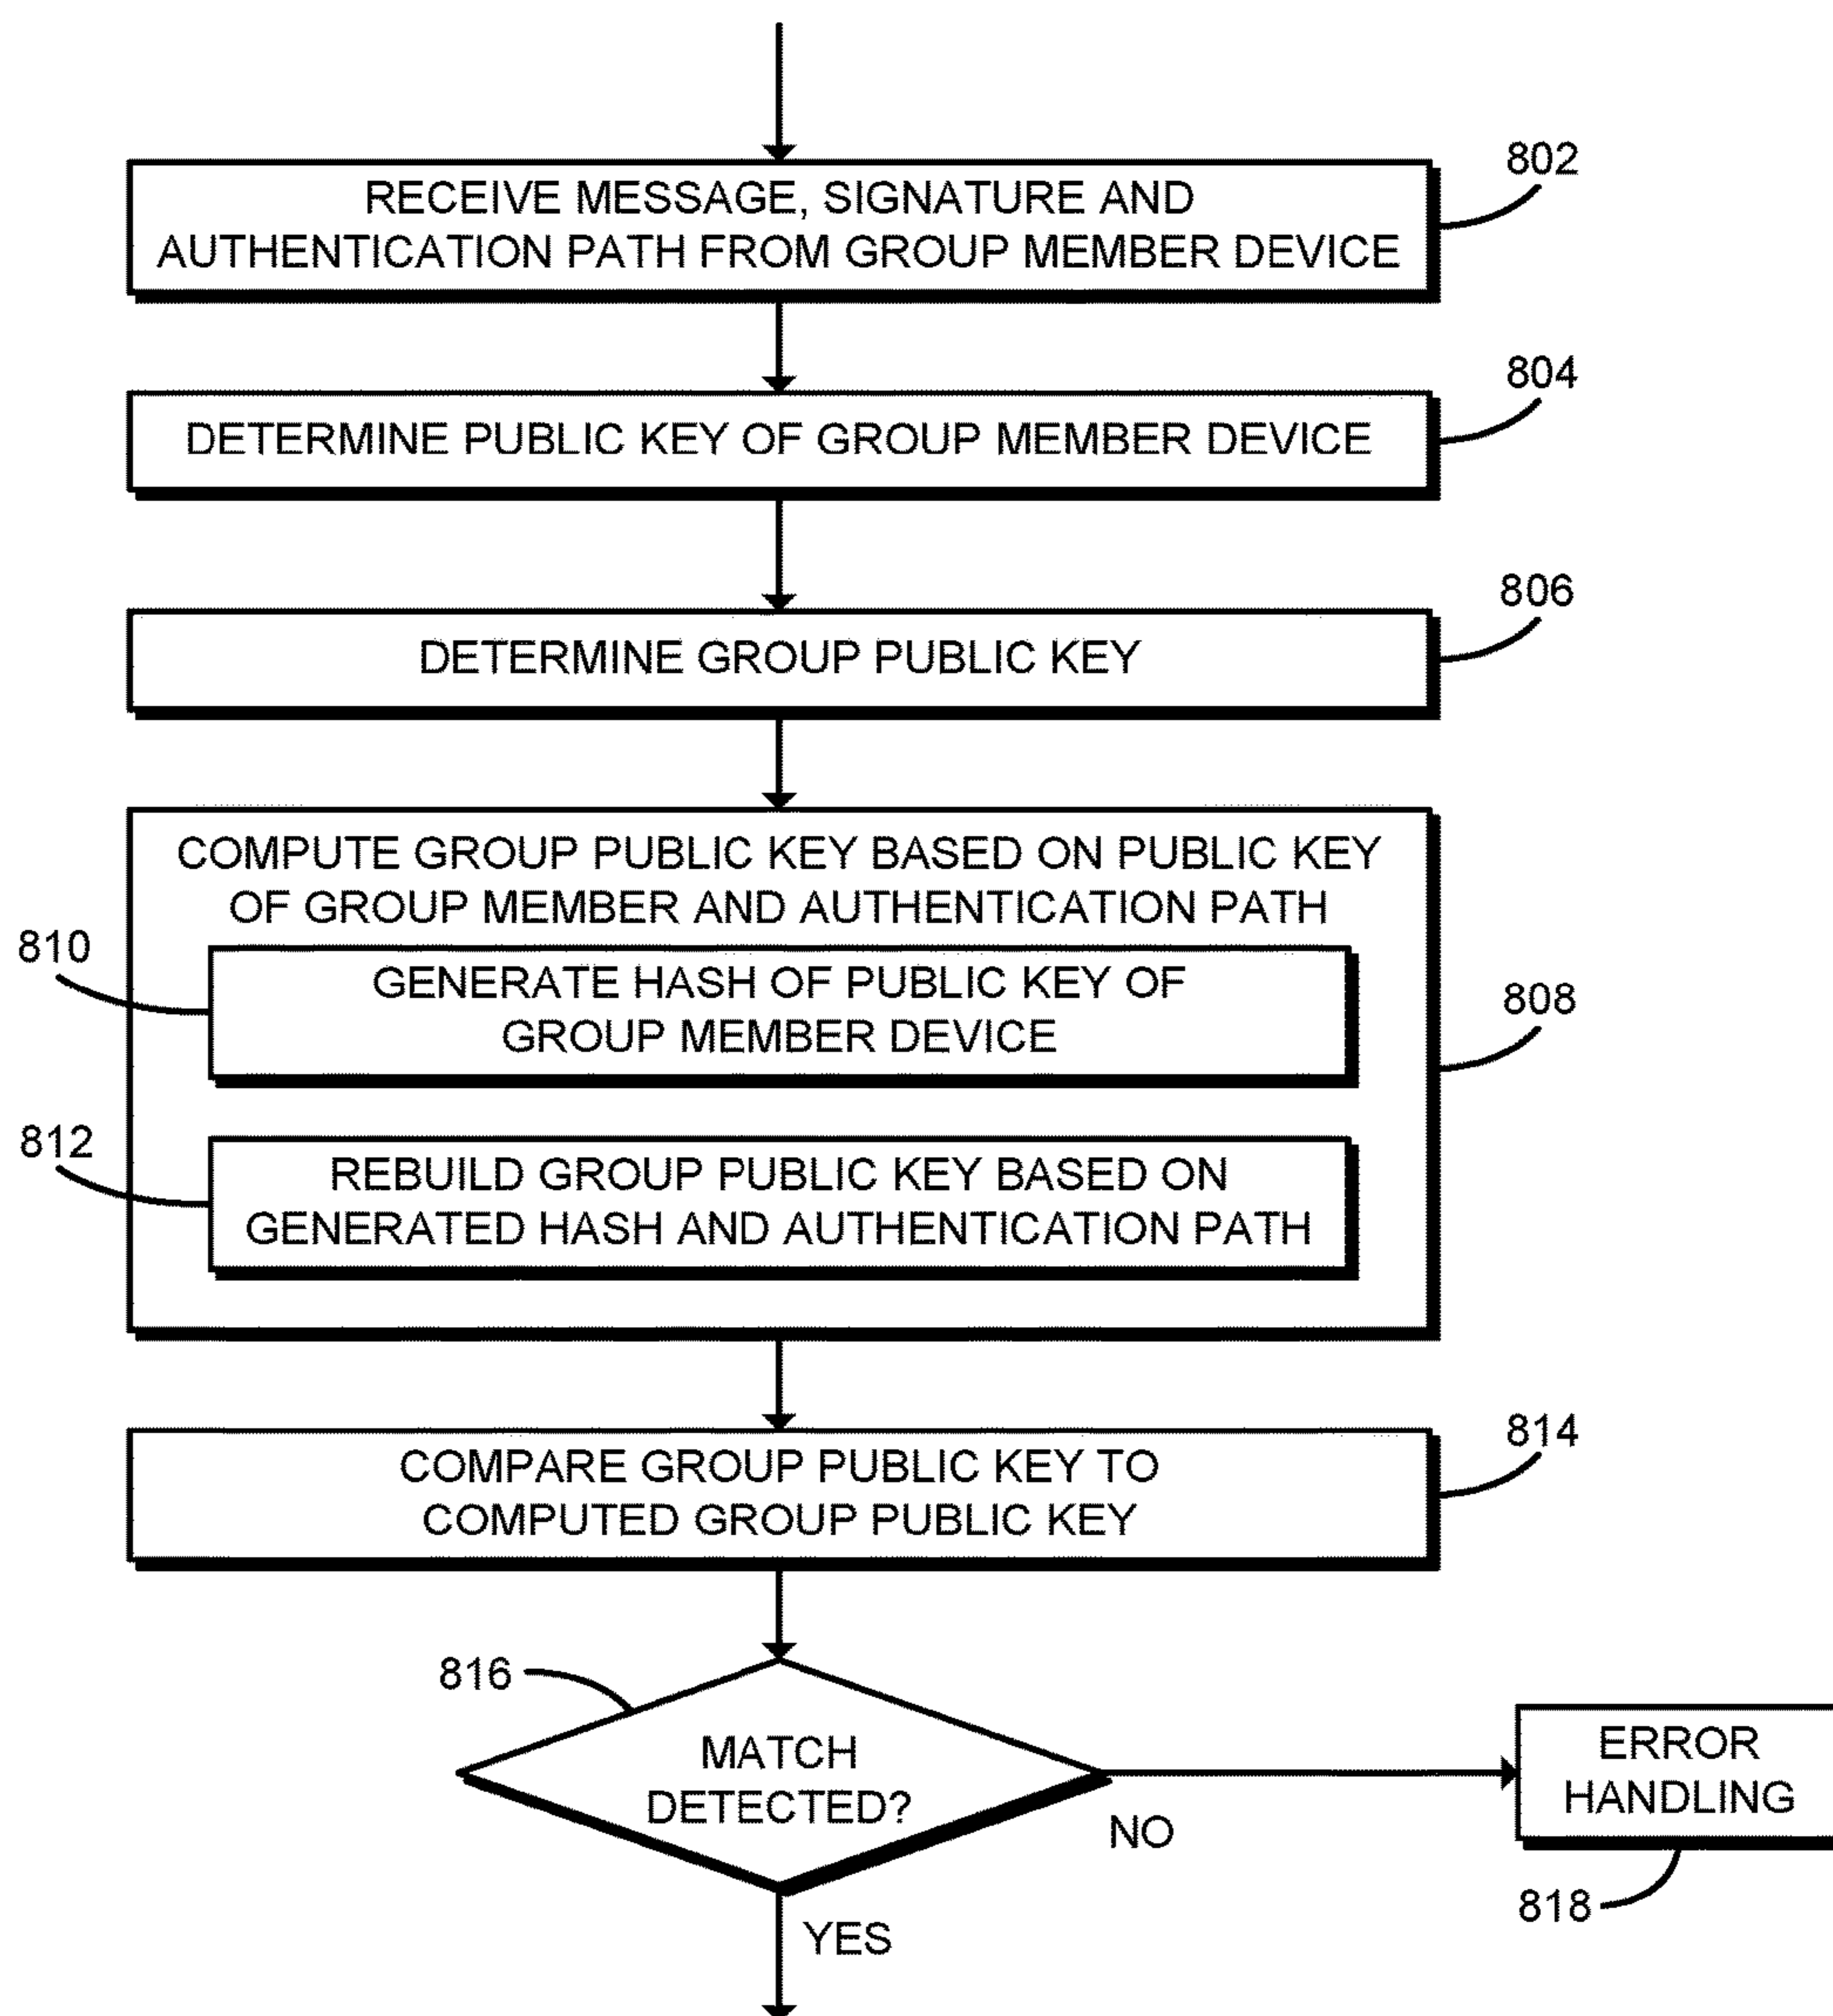 802
RECEIVE MESSAGE, SIGNATURE AND
AUTHENTICATION PATH FROM GROUP MEMBER DEVICE
804
DETERMINE PUBLIC KEY OF GROUP MEMBER DEVICE
806
DETERMINE GROUP PUBLIC KEY
COMPUTE GROUP PUBLIC KEY BASED ON PUBLIC KEY
OF GROUP MEMBER AND AUTHENTICATION PATH
810
GENERATE HASH OF PUBLIC KEY OF
GROUP MEMBER DEVICE
808
812
REBUILD GROUP PUBLIC KEY BASED ON
GENERATED HASH AND AUTHENTICATION PATH
814
COMPARE GROUP PUBLIC KEY TO
COMPUTED GROUP PUBLIC KEY
816
MATCH
DETECTED?
NO
ERROR
HANDLING
818
YES